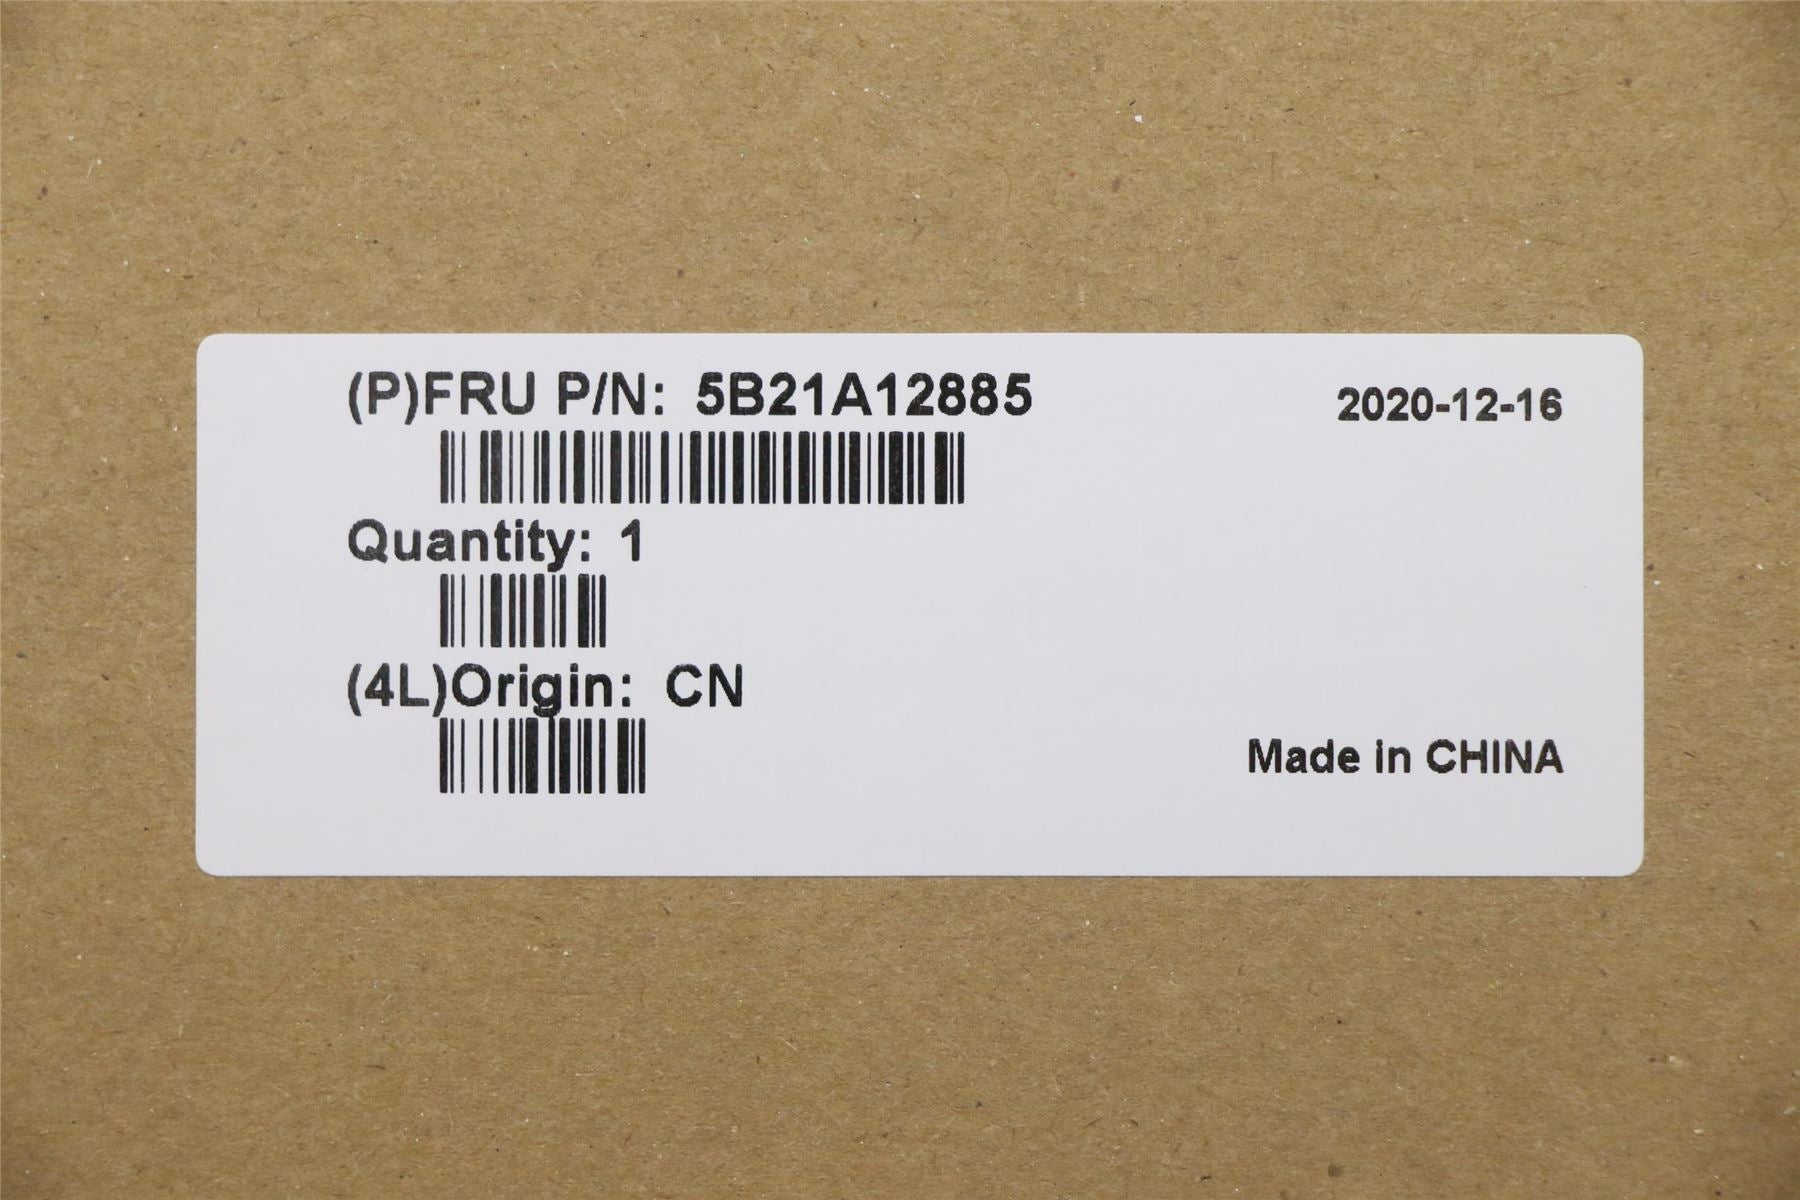 (P)FRU P/N: 5B21A12885
2020-12-16
Quantity: 1
(4L)Origin: CN
Made in CHINA